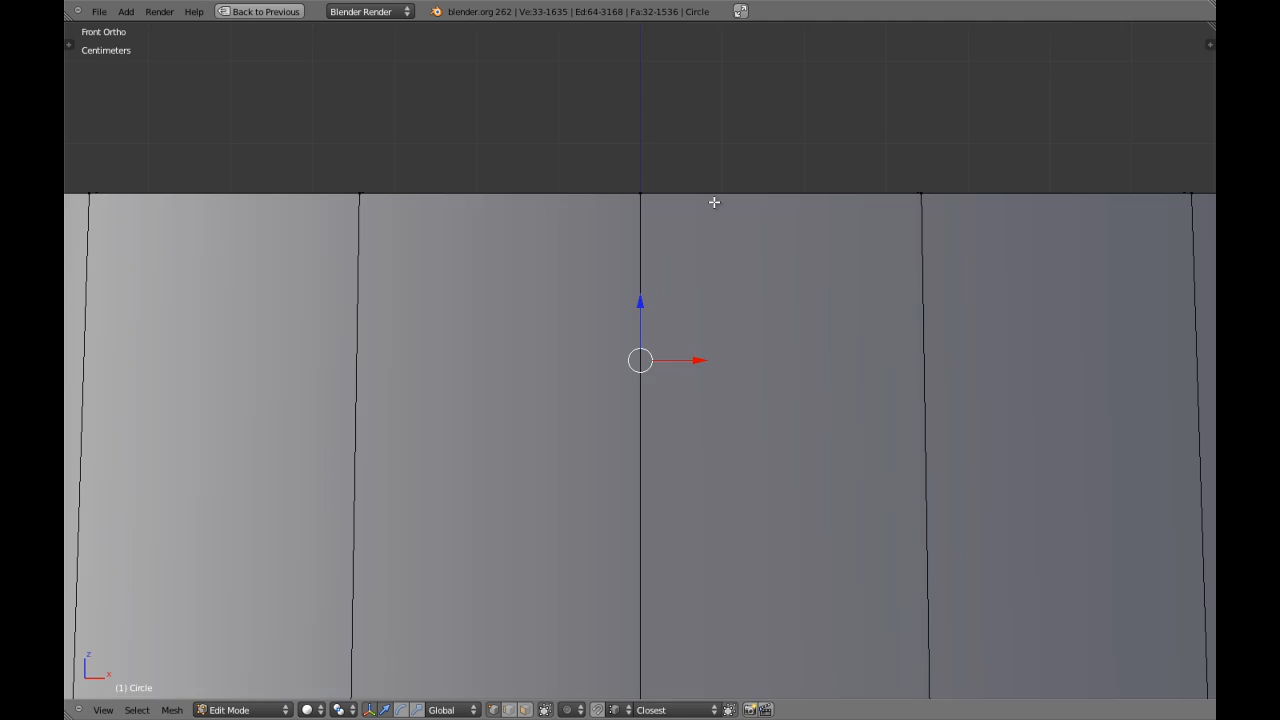 File Add Render Help Back to Previous Blender Render blender.org 262 | Ve:33-1635 | Ed:64-3168 | Fa:32-1536 | Circle
Front Ortho
Centimeters
z
x
(1) Circle
View Select Mesh Edit Mode Global Closest